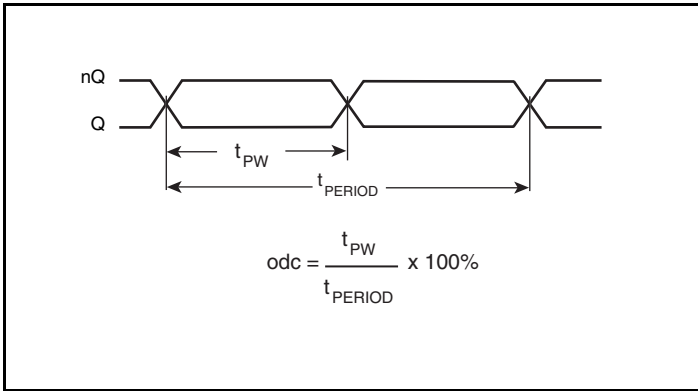 nQ
Q
tPW
tPERIOD
odc = tPW / tPERIOD x 100%